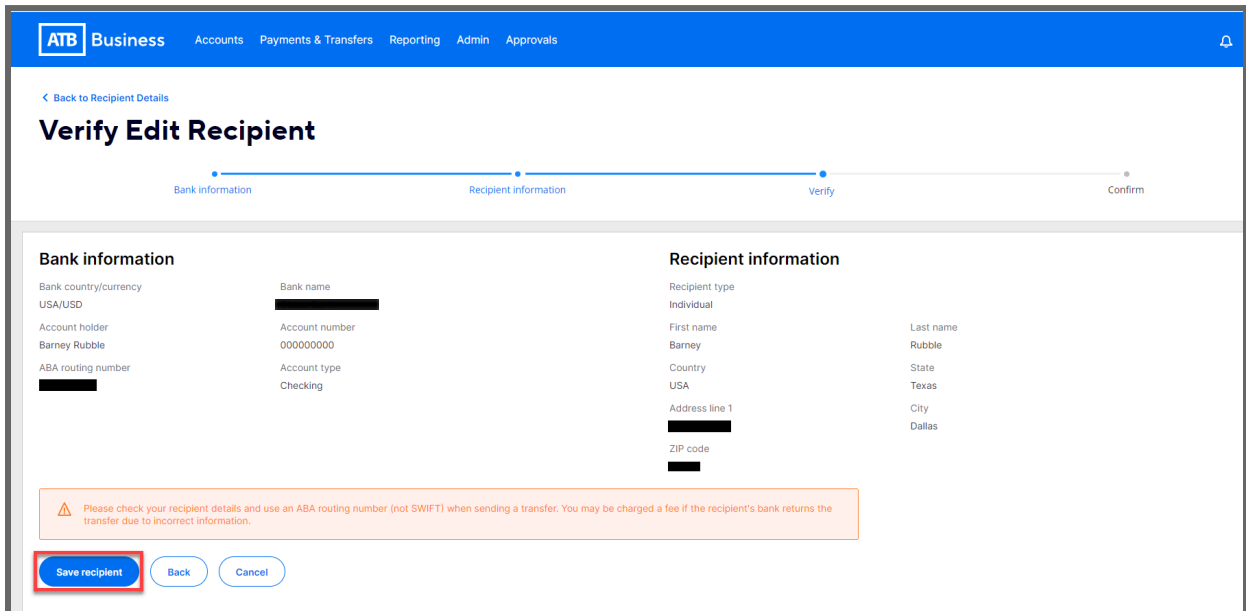 ATB Business Accounts Payments & Transfers Reporting Admin Approvals
Back to Recipient Details
Verify Edit Recipient
Bank information Recipient information Verify Confirm
Bank information
Bank country/currency Bank name
USA/USD
Account holder Account number
Barney Rubble 000000000
ABA routing number Account type
Checking
Recipient information
Recipient type
Individual
First name Last name
Barney Rubble
Country State
USA Texas
Address line 1 City
Dallas
ZIP code
Please check your recipient details and use an ABA routing number (not SWIFT) when sending a transfer. You may be charged a fee if the recipient's bank returns the
transfer due to incorrect information.
Save recipient Back Cancel